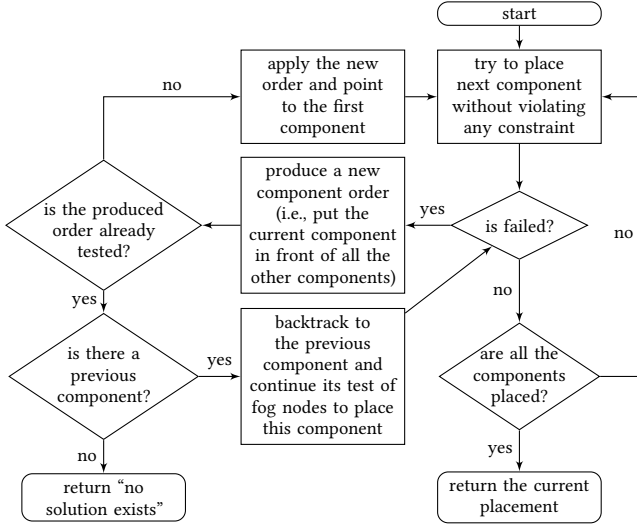 start
try to place
next component
without violating
any constraint
apply the new
order and point
to the first
component
no
produce a new
component order
(i.e., put the
current component
in front of all the
other components)
yes
is failed?
is the produced
order already
tested?
no
no
yes
backtrack to
the previous
component and
continue its test of
fog nodes to place
this component
is there a
previous
component?
yes
are all the
components
placed?
no
yes
return “no
solution exists”
return the current
placement